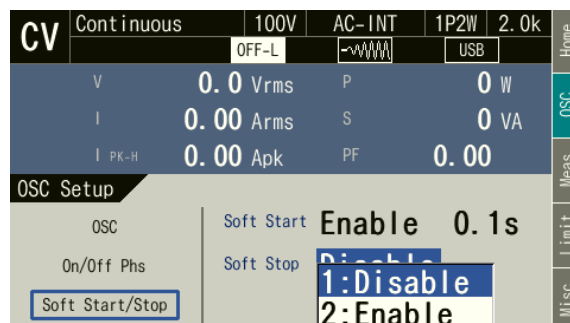 CV Continuous 100V AC-INT 1P2W 2.0k
OFF-L USB
V 0.0 Vrms P 0 W
I 0.00 Arms S 0 VA
I PK-H 0.00 Apk PF 0.00
OSC Setup
OSC Soft Start Enable 0.1s
On/Off Phs Soft Stop Disable
1:Disable
Soft Start/Stop 2:Enable
Home
OSC
Meas
Limit
Misc